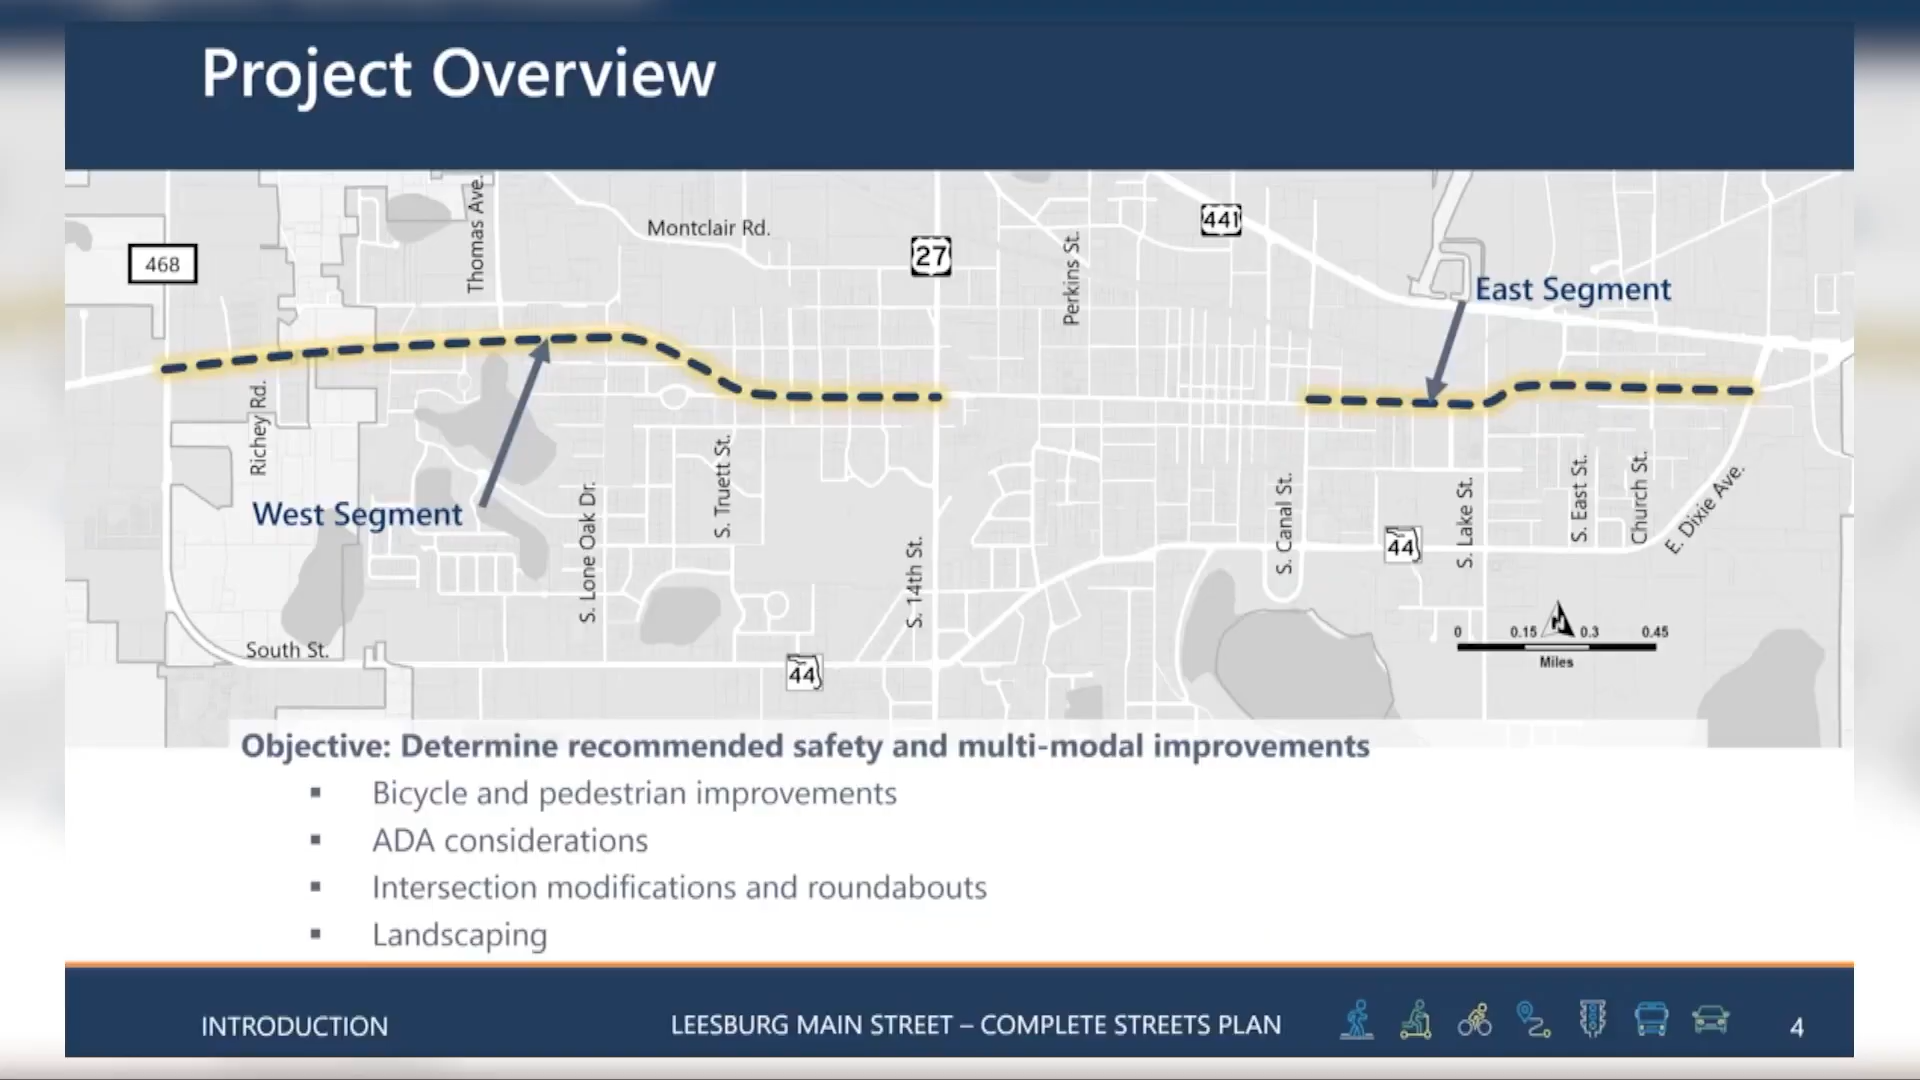 Project Overview
Thomas Ave.
Montclair Rd.
441
27
468
Perkins St.
East Segment
Richey Rd.
West Segment
S. Lone Oak Dr.
S. Truett St.
S. 14th St.
S. Canal St.
44
S. Lake St.
S. East St.
Church St.
E. Dixie Ave.
N
0 0.15 0.3 0.45
Miles
South St.
44
Objective: Determine recommended safety and multi-modal improvements
▪ Bicycle and pedestrian improvements
▪ ADA considerations
▪ Intersection modifications and roundabouts
▪ Landscaping
INTRODUCTION
LEESBURG MAIN STREET – COMPLETE STREETS PLAN
4